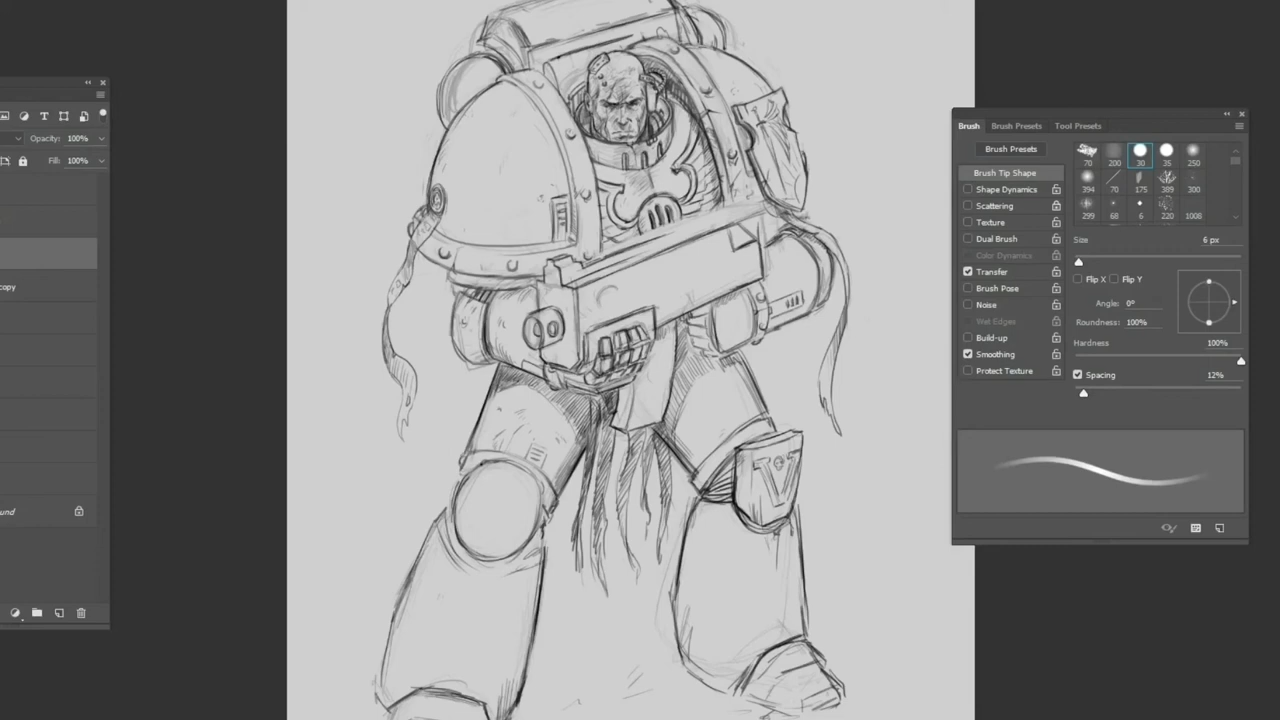 Opacity: 100%
Fill: 100%
copy
und
Brush Brush Presets Tool Presets
Brush Presets
Brush Tip Shape
Shape Dynamics
Scattering
Texture
Dual Brush
Color Dynamics
Transfer
Brush Pose
Noise
Wet Edges
Build-up
Smoothing
Protect Texture
70 200 30 35 250
394 70 175 389 300
299 68 6 220 1008
Size 6 px
Flip X Flip Y
Angle: 0°
Roundness: 100%
Hardness 100%
Spacing 12%
V